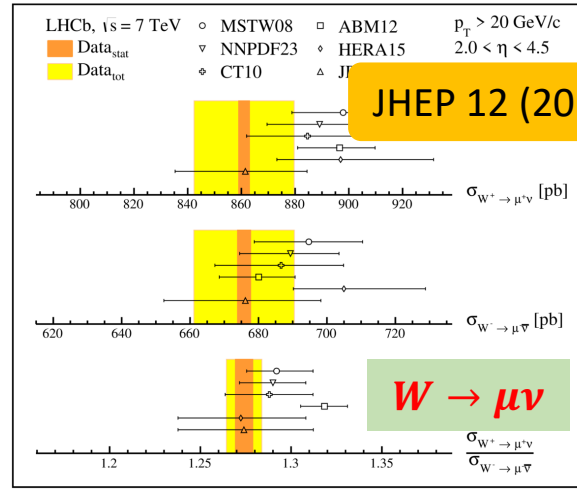 LHCb, √s = 7 TeV
Data_stat
Data_tot
MSTW08
NNPDF23
CT10
ABM12
HERA15
p_T > 20 GeV/c
2.0 < η < 4.5
JHEP 12 (20
800 820 840 860 880 900 920
σ_{W⁺ → μ⁺ν} [pb]
620 640 660 680 700 720
σ_{W⁻ → μν̄} [pb]
W → μν
1.2 1.25 1.3 1.35
σ_{W⁺ → μ⁺ν}
σ_{W⁻ → μν̄}